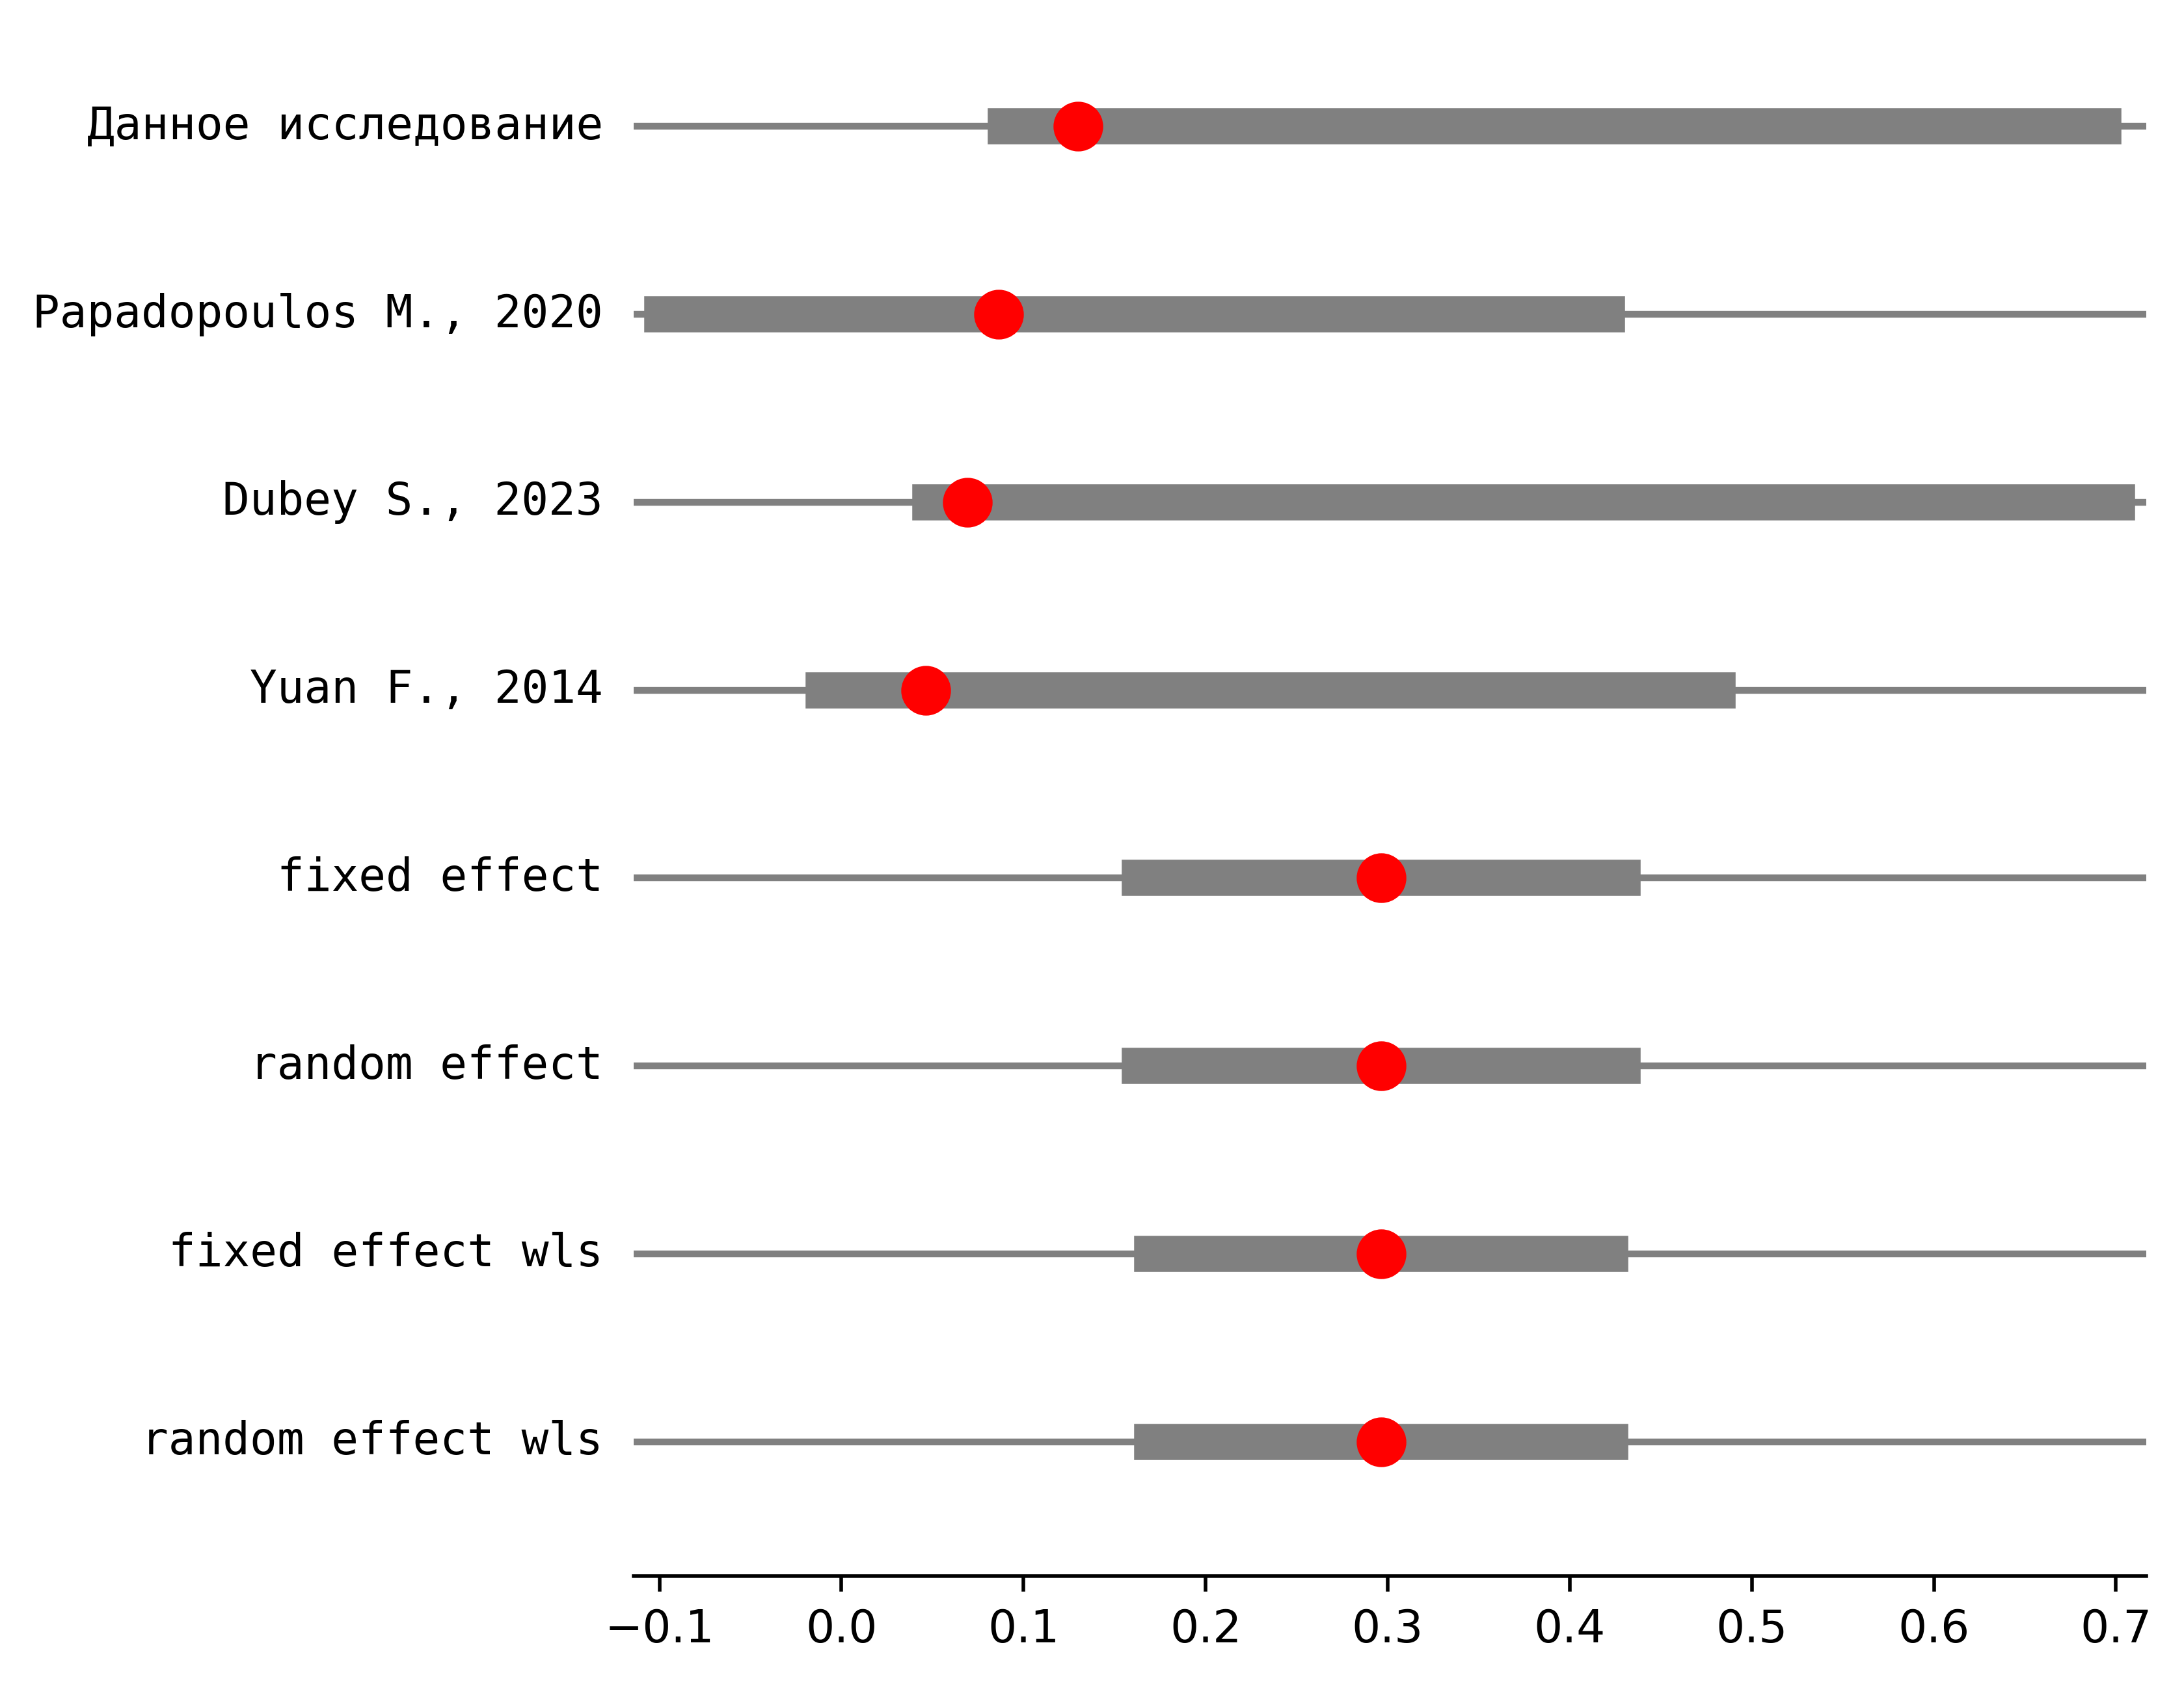 Данное исследование
Papadopoulos M., 2020
Dubey S., 2023
Yuan F., 2014
fixed effect
random effect
fixed effect wls
random effect wls
−0.1 0.0 0.1 0.2 0.3 0.4 0.5 0.6 0.7